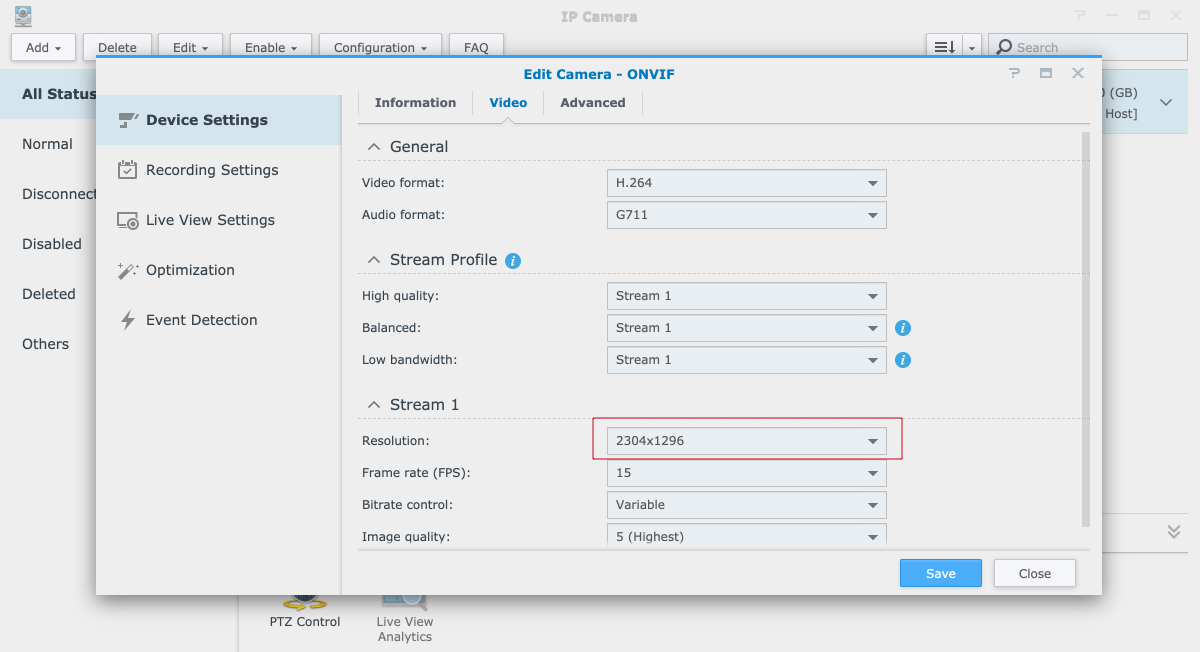 IP Camera
Add Delete Edit Enable Configuration FAQ Search
Edit Camera - ONVIF
All Status
Normal
Disconnect
Disabled
Deleted
Others
Device Settings
Recording Settings
Live View Settings
Optimization
Event Detection
Information Video Advanced
General
Video format: H.264
Audio format: G711
Stream Profile
High quality: Stream 1
Balanced: Stream 1
Low bandwidth: Stream 1
Stream 1
Resolution: 2304x1296
Frame rate (FPS): 15
Bitrate control: Variable
Image quality: 5 (Highest)
Save Close
(GB)
Host]
PTZ Control
Live View
Analytics